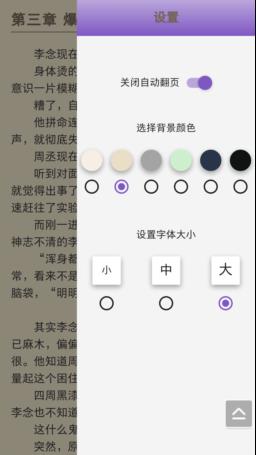 第三章 爆
李念现在
身体烫的
意识一片模糊
糟了，自
他拼命连
声，就彻底失
周丞现在
听到对面
就觉得出事了
速赶往了实验
而刚一进
神志不清的李
“浑身都
常，看来不是
脑袋，“明明
其实李念
已麻木，偏偏
很。他知道周
量起这个困住
四周黑漆
李念也不知道
这什么鬼
突然，原
设置
关闭自动翻页
选择背景颜色
设置字体大小
小
中
大